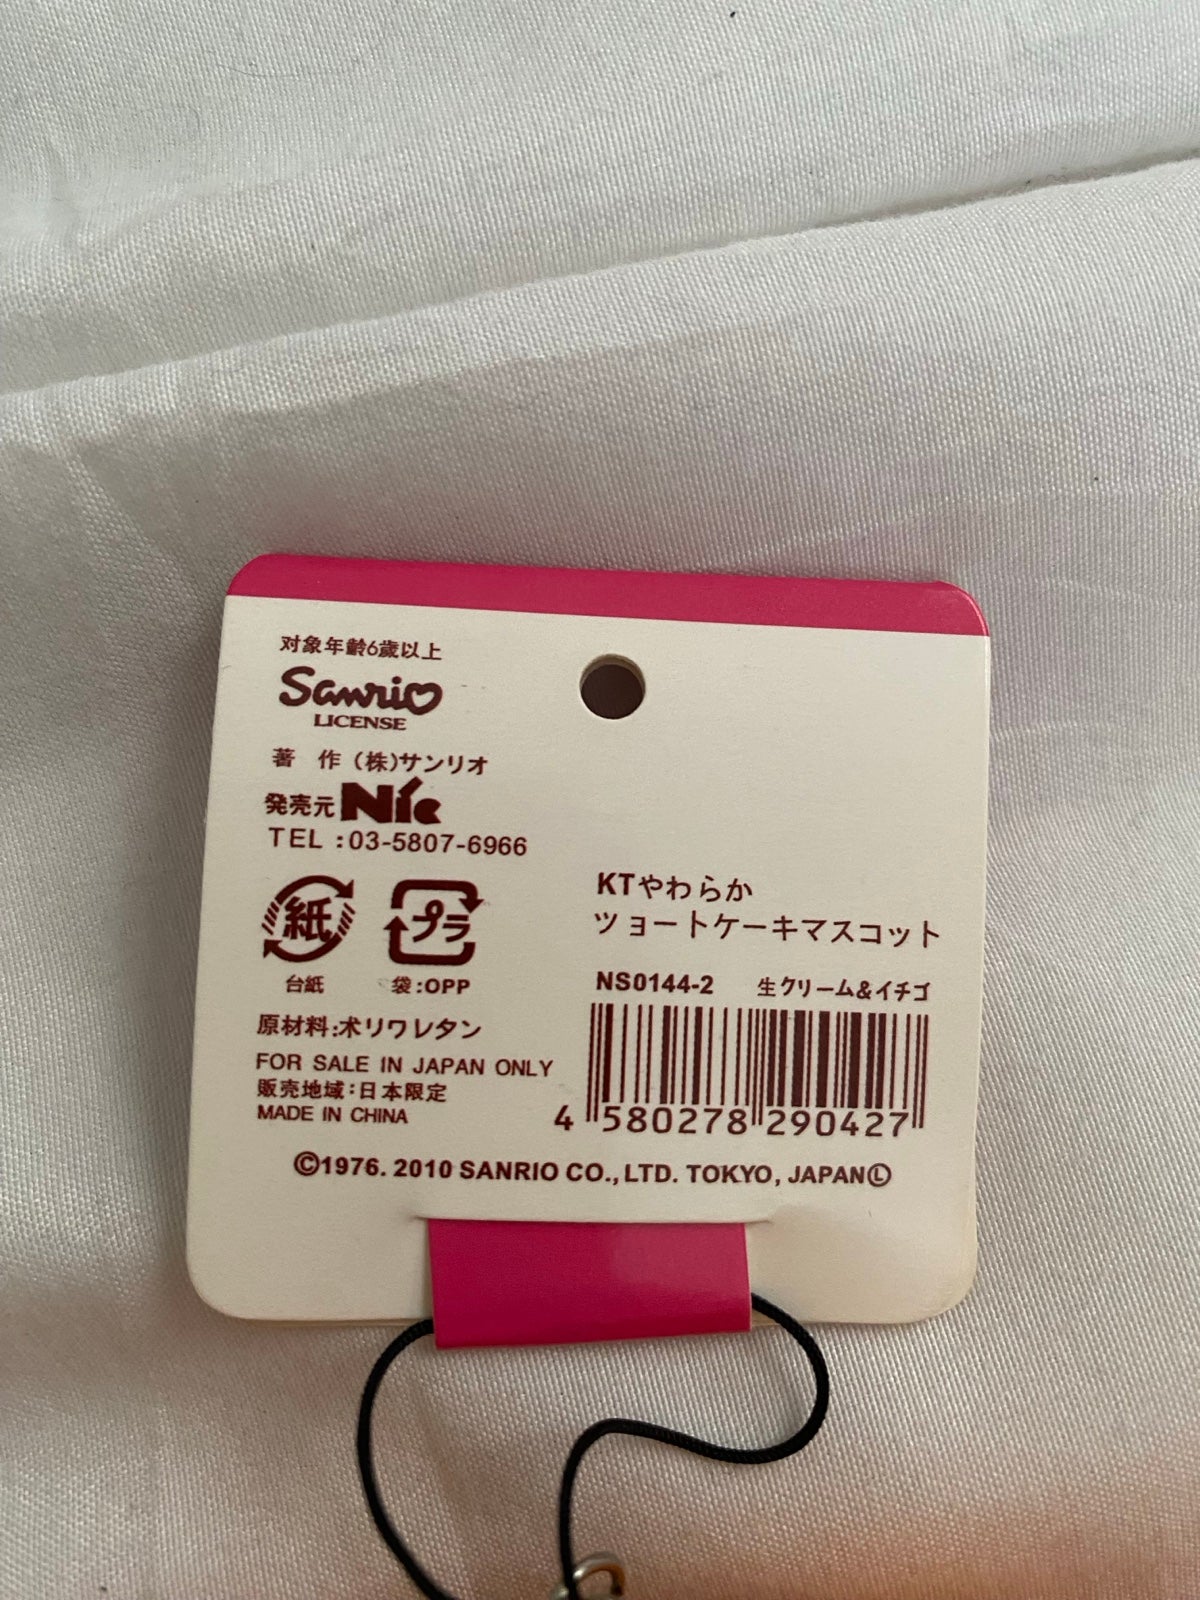 对象年齢6歳以上
Sanrio
LICENSE
著 作(株)サンリオ
発売元 Nic
TEL :03-5807-6966
紙
プラ
台紙
袋:OPP
原材料:ポリワレタン
FOR SALE IN JAPAN ONLY
販売地域:日本限定
MADE IN CHINA
KTやわらか
ツョートケーキマスコット
NS0144-2 生クリーム&イチゴ
4 580278 290427
©1976. 2010 SANRIO CO., LTD. TOKYO, JAPANⓁ